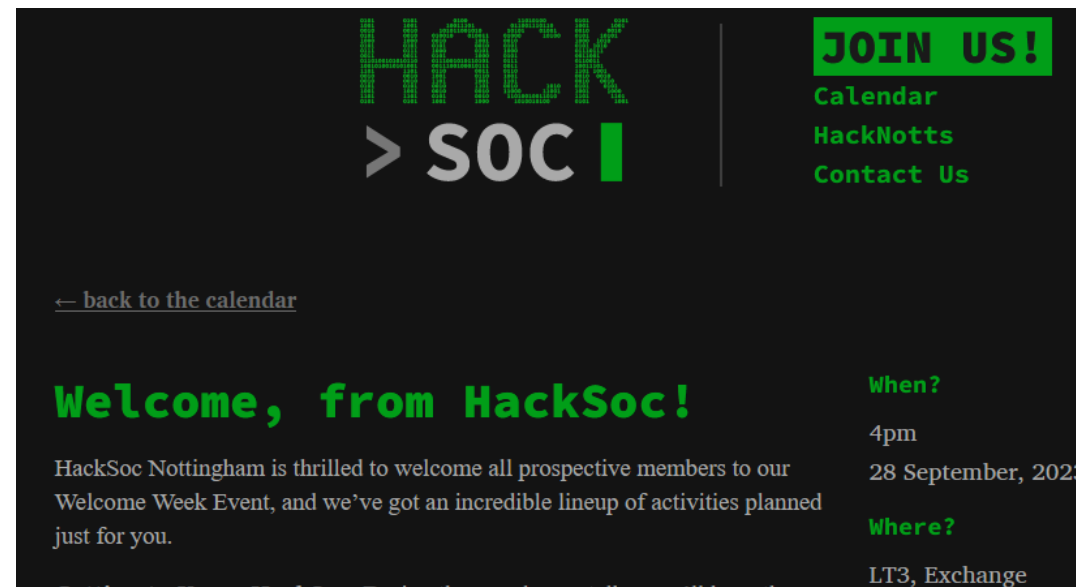 HACK
> SOC
JOIN US!
Calendar
HackNotts
Contact Us
← back to the calendar
Welcome, from HackSoc!
HackSoc Nottingham is thrilled to welcome all prospective members to our
Welcome Week Event, and we’ve got an incredible lineup of activities planned
just for you.
When?
4pm
28 September, 202
Where?
LT3, Exchange